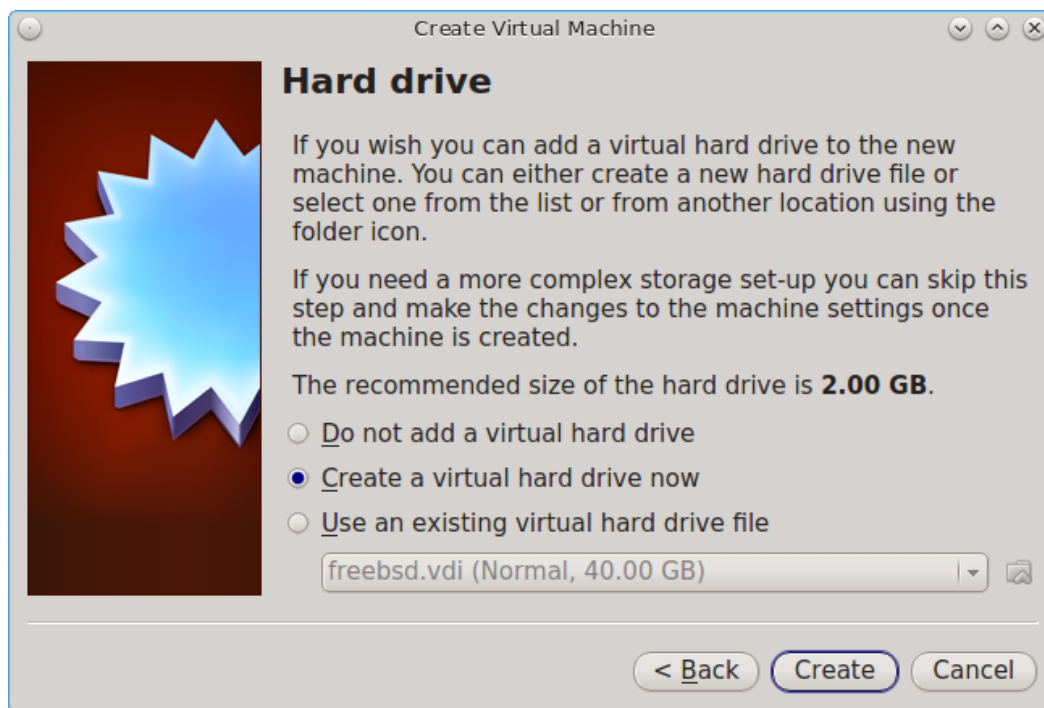 Create Virtual Machine
Hard drive
If you wish you can add a virtual hard drive to the new
machine. You can either create a new hard drive file or
select one from the list or from another location using the
folder icon.
If you need a more complex storage set-up you can skip this
step and make the changes to the machine settings once
the machine is created.
The recommended size of the hard drive is 2.00 GB.
Do not add a virtual hard drive
Create a virtual hard drive now
Use an existing virtual hard drive file
freebsd.vdi (Normal, 40.00 GB)
< Back Create Cancel